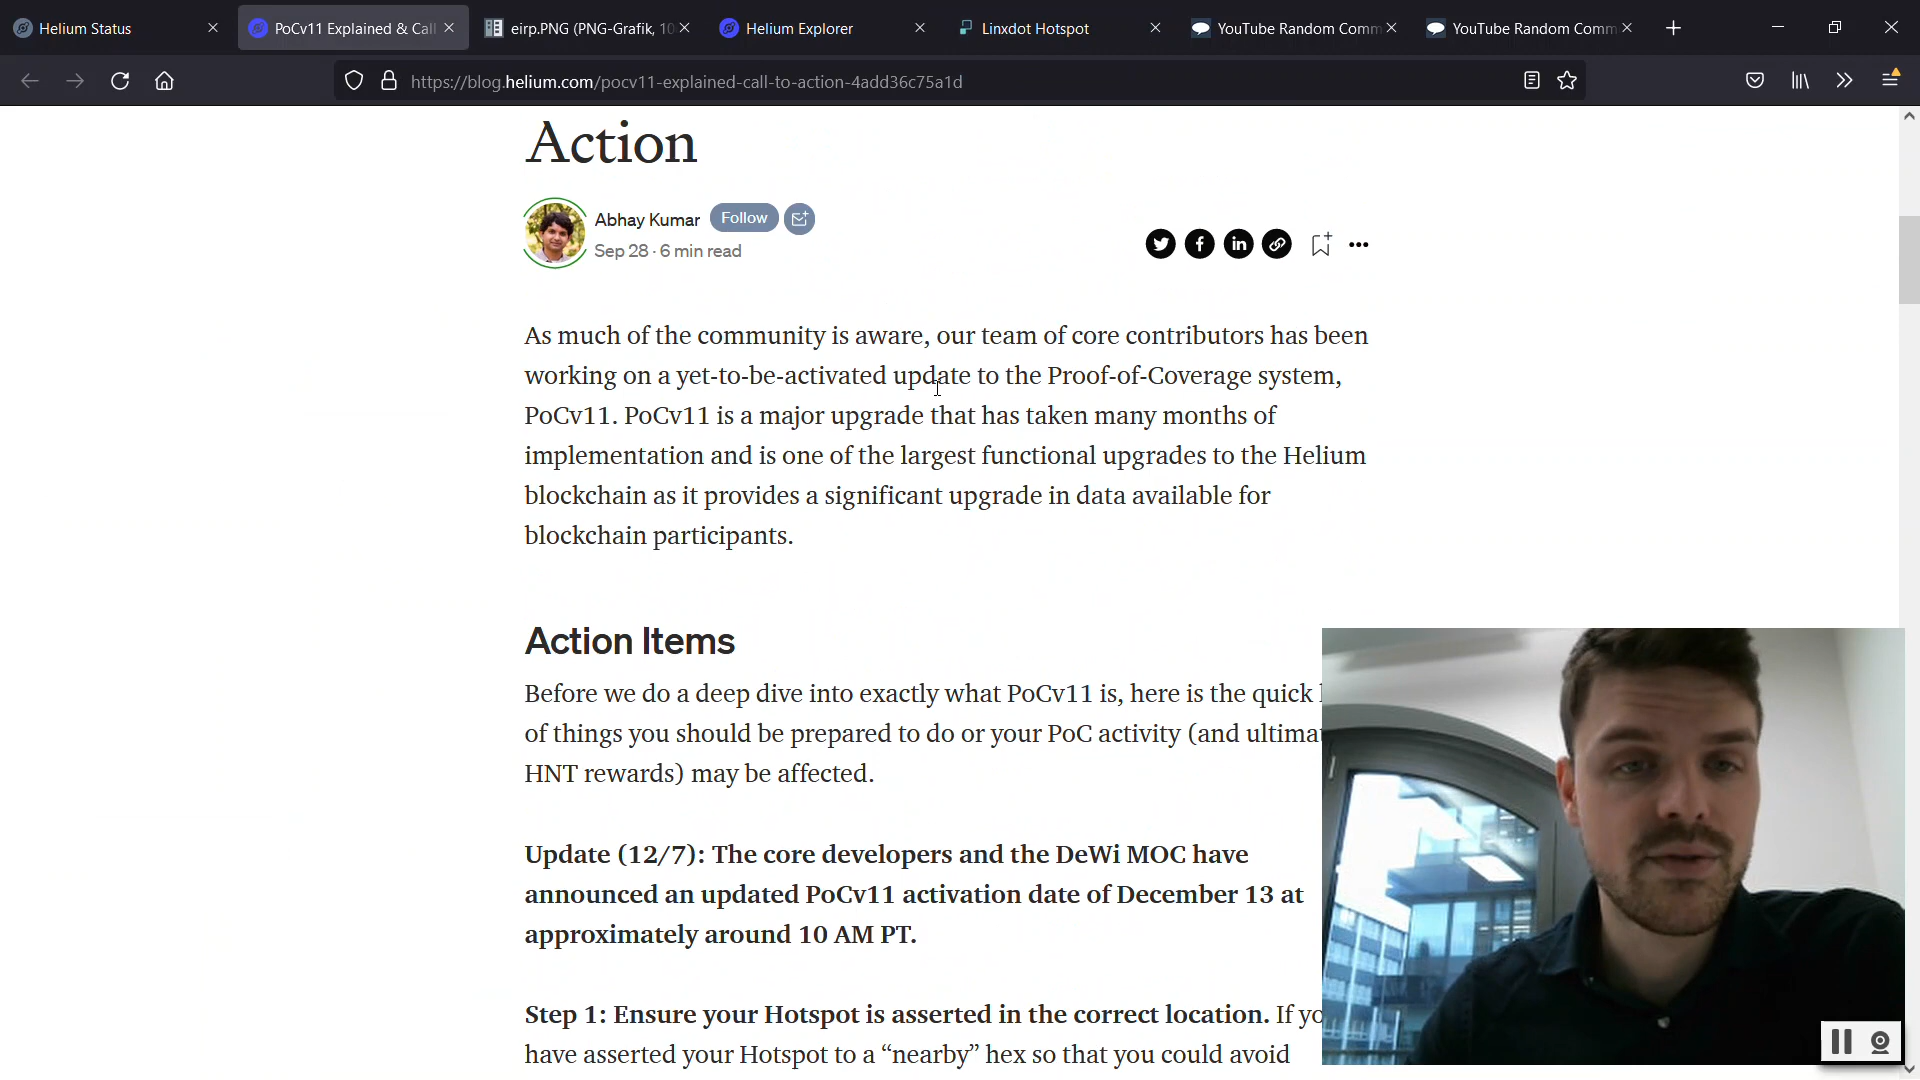 Helium Status
PoCv11 Explained & Call
eirp.PNG (PNG-Grafik, 10
Helium Explorer
Linxdot Hotspot
YouTube Random Comm
YouTube Random Comm
https://blog.helium.com/pocv11-explained-call-to-action-4add36c75a1d
Action
Abhay Kumar Follow
Sep 28 · 6 min read
As much of the community is aware, our team of core contributors has been
working on a yet-to-be-activated update to the Proof-of-Coverage system,
PoCv11. PoCv11 is a major upgrade that has taken many months of
implementation and is one of the largest functional upgrades to the Helium
blockchain as it provides a significant upgrade in data available for
blockchain participants.
Action Items
Before we do a deep dive into exactly what PoCv11 is, here is the quick
of things you should be prepared to do or your PoC activity (and ultima
HNT rewards) may be affected.
Update (12/7): The core developers and the DeWi MOC have
announced an updated PoCv11 activation date of December 13 at
approximately around 10 AM PT.
Step 1: Ensure your Hotspot is asserted in the correct location. If yo
have asserted your Hotspot to a “nearby” hex so that you could avoid